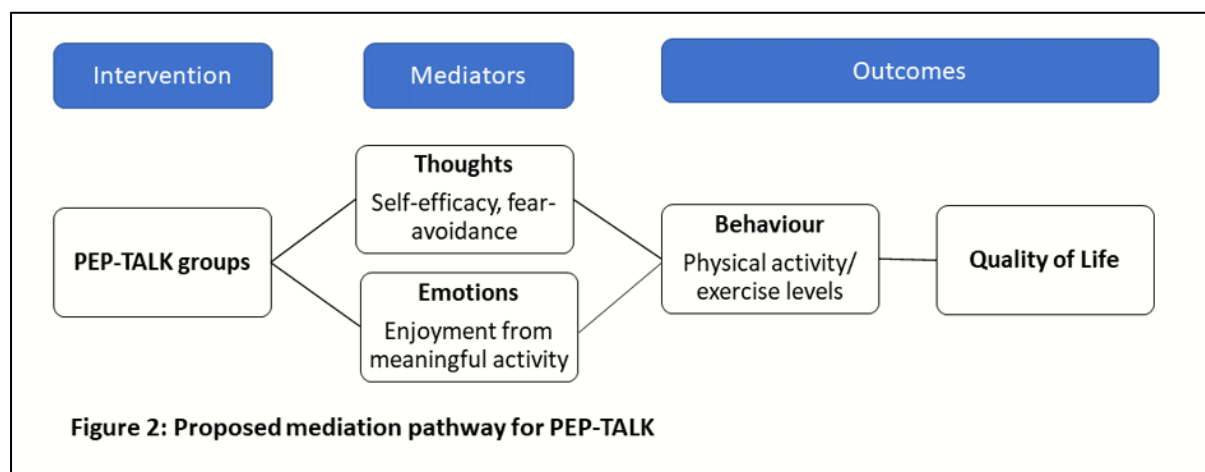 Intervention
Mediators
Outcomes
Thoughts
Self-efficacy, fear-
avoidance
PEP-TALK groups
Emotions
Enjoyment from
meaningful activity
Behaviour
Physical activity/
exercise levels
Quality of Life
Figure 2: Proposed mediation pathway for PEP-TALK